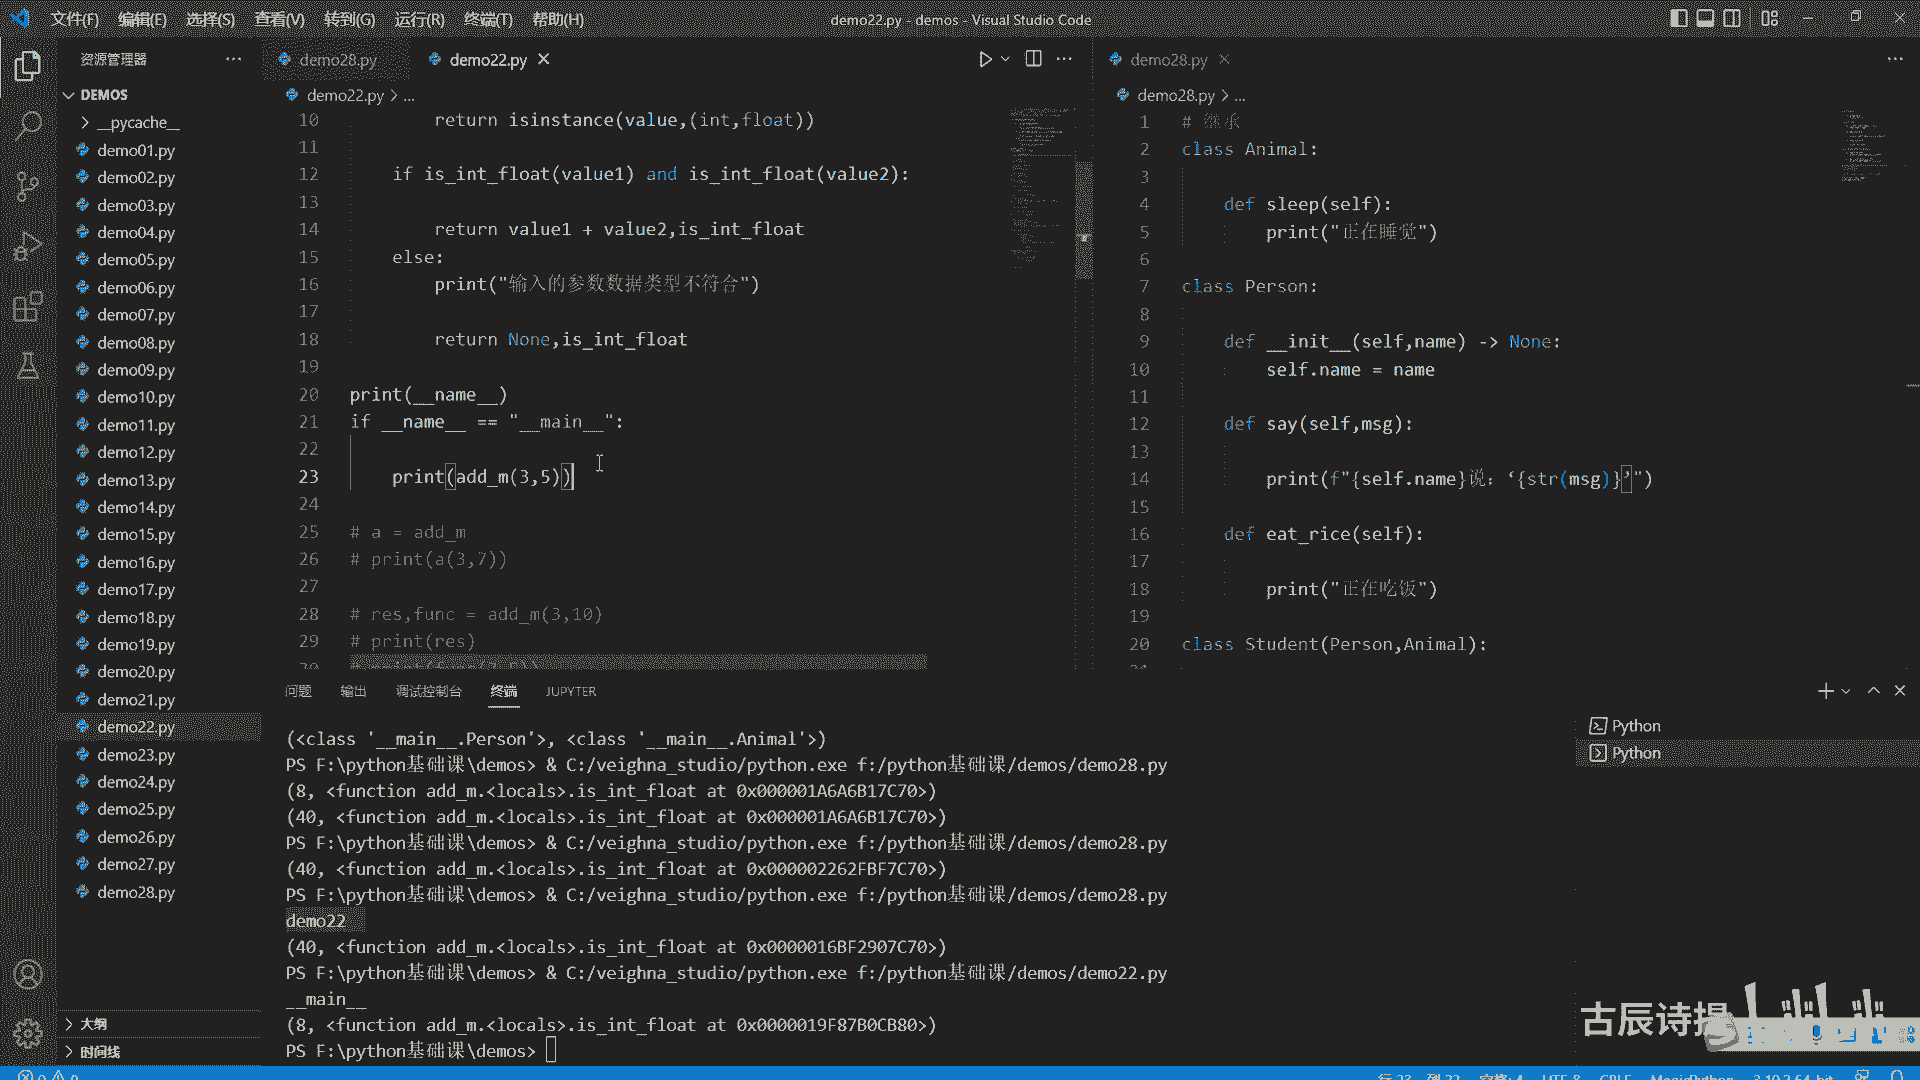 文件(F) 编辑(E) 选择(S) 查看(V) 转到(G) 运行(R) 终端(T) 帮助(H)
demo22.py - demos - Visual Studio Code
资源管理器
DEMOS
__pycache__
demo01.py
demo02.py
demo03.py
demo04.py
demo05.py
demo06.py
demo07.py
demo08.py
demo09.py
demo10.py
demo11.py
demo12.py
demo13.py
demo14.py
demo15.py
demo16.py
demo17.py
demo18.py
demo19.py
demo20.py
demo21.py
demo22.py
demo23.py
demo24.py
demo25.py
demo26.py
demo27.py
demo28.py
大纲
时间线
demo28.py demo22.py
demo22.py > ...
10 return isinstance(value,(int,float))
11
12 if is_int_float(value1) and is_int_float(value2):
13
14 return value1 + value2,is_int_float
15 else:
16 print("输入的参数数据类型不符合")
17
18 return None,is_int_float
19
20 print(__name__)
21 if __name__ == "__main__":
22
23 print(add_m(3,5))
24
25 # a = add_m
26 # print(a(3,7))
27
28 # res,func = add_m(3,10)
29 # print(res)
demo28.py
demo28.py > ...
1 # 继承
2 class Animal:
3
4 def sleep(self):
5 print("正在睡觉")
6
7 class Person:
8
9 def __init__(self,name) -> None:
10 self.name = name
11
12 def say(self,msg):
13
14 print(f"{self.name}说：‘{str(msg)}’")
15
16 def eat_rice(self):
17
18 print("正在吃饭")
19
20 class Student(Person,Animal):
问题 输出 调试控制台 终端 JUPYTER
(<class '__main__.Person'>, <class '__main__.Animal'>)
PS F:\python基础课\demos> & C:/veighna_studio/python.exe f:/python基础课/demos/demo28.py
(8, <function add_m.<locals>.is_int_float at 0x000001A6A6B17C70>)
(40, <function add_m.<locals>.is_int_float at 0x000001A6A6B17C70>)
PS F:\python基础课\demos> & C:/veighna_studio/python.exe f:/python基础课/demos/demo28.py
(40, <function add_m.<locals>.is_int_float at 0x000002262FBF7C70>)
PS F:\python基础课\demos> & C:/veighna_studio/python.exe f:/python基础课/demos/demo28.py
demo22
(40, <function add_m.<locals>.is_int_float at 0x0000016BF2907C70>)
PS F:\python基础课\demos> & C:/veighna_studio/python.exe f:/python基础课/demos/demo22.py
__main__
(8, <function add_m.<locals>.is_int_float at 0x0000019F87B0CB80>)
PS F:\python基础课\demos>
Python
Python
古辰诗提